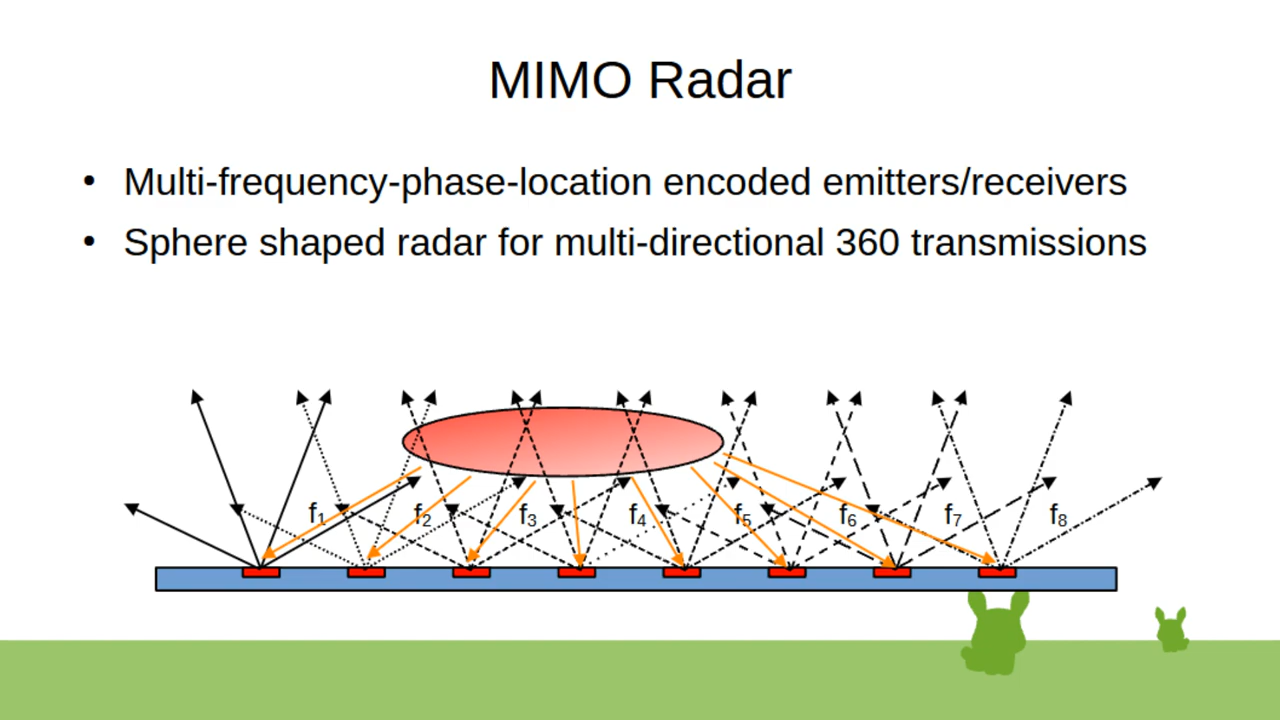 MIMO Radar
• Multi-frequency-phase-location encoded emitters/receivers
• Sphere shaped radar for multi-directional 360 transmissions
f₁ f₂ f₃ f₄ f₅ f₆ f₇ f₈